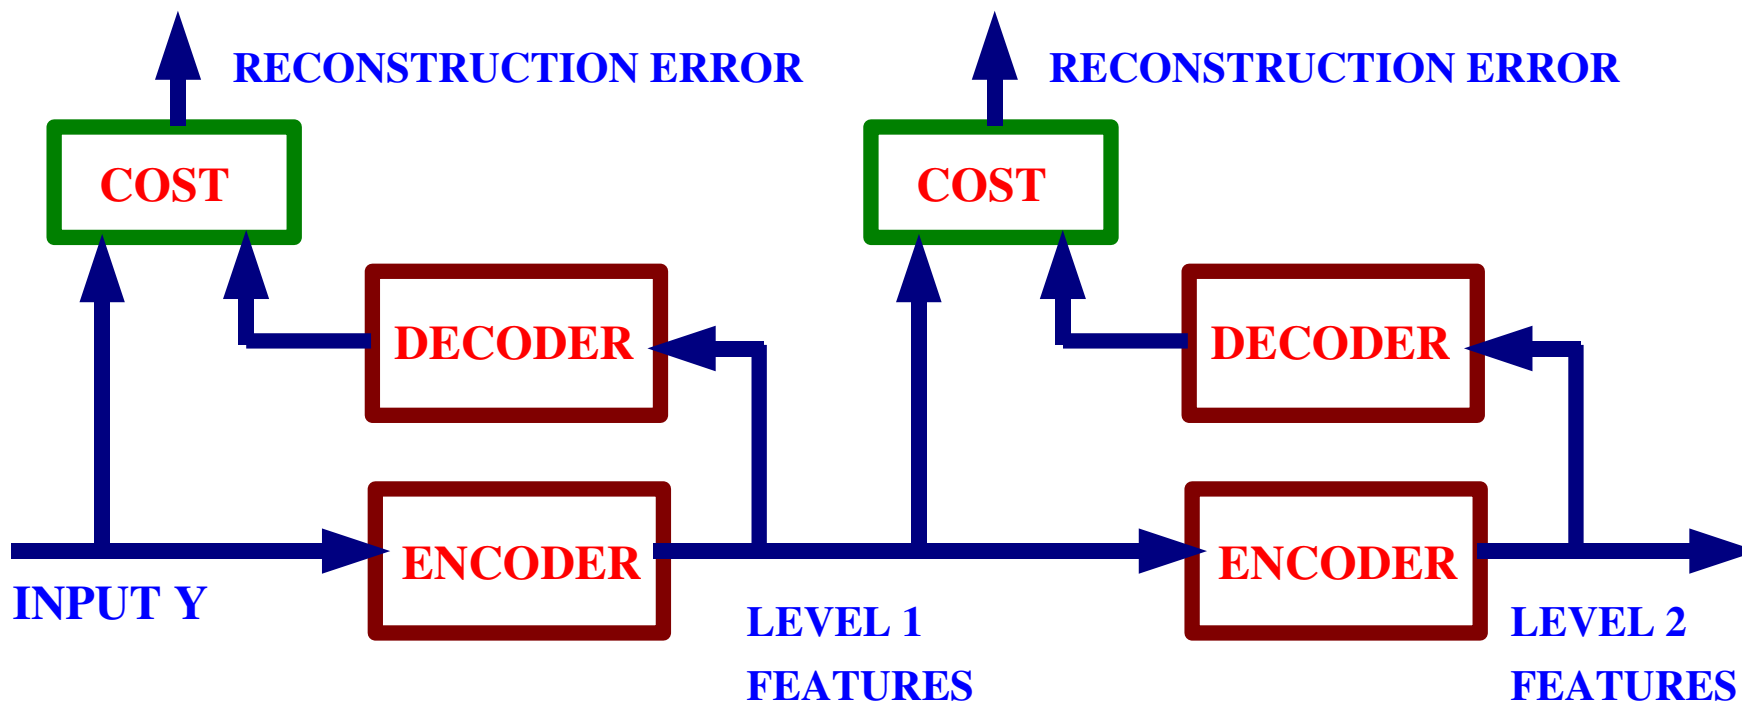 RECONSTRUCTION ERROR
RECONSTRUCTION ERROR
COST
COST
DECODER
DECODER
ENCODER
ENCODER
INPUT Y
LEVEL 1
FEATURES
LEVEL 2
FEATURES